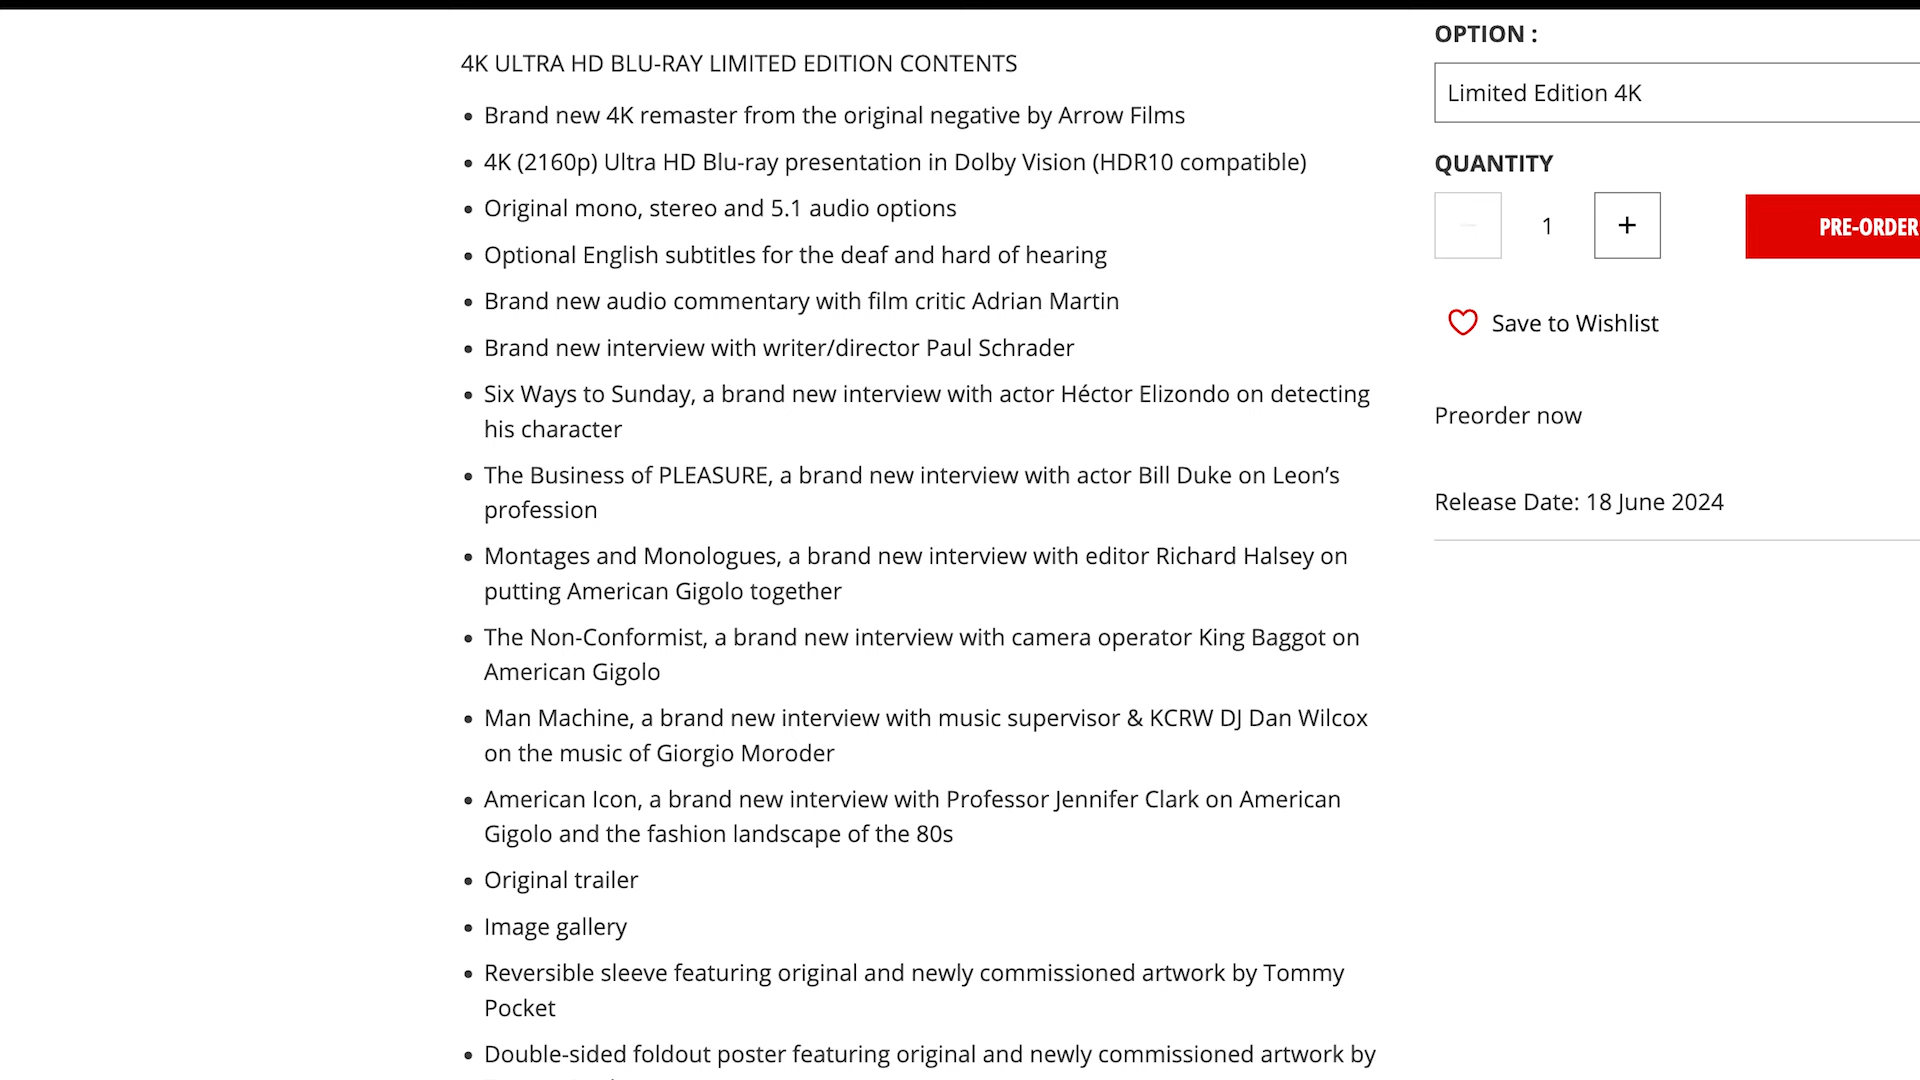 4K ULTRA HD BLU-RAY LIMITED EDITION CONTENTS
• Brand new 4K remaster from the original negative by Arrow Films
• 4K (2160p) Ultra HD Blu-ray presentation in Dolby Vision (HDR10 compatible)
• Original mono, stereo and 5.1 audio options
• Optional English subtitles for the deaf and hard of hearing
• Brand new audio commentary with film critic Adrian Martin
• Brand new interview with writer/director Paul Schrader
• Six Ways to Sunday, a brand new interview with actor Héctor Elizondo on detecting
his character
• The Business of PLEASURE, a brand new interview with actor Bill Duke on Leon’s
profession
• Montages and Monologues, a brand new interview with editor Richard Halsey on
putting American Gigolo together
• The Non-Conformist, a brand new interview with camera operator King Baggot on
American Gigolo
• Man Machine, a brand new interview with music supervisor & KCRW DJ Dan Wilcox
on the music of Giorgio Moroder
• American Icon, a brand new interview with Professor Jennifer Clark on American
Gigolo and the fashion landscape of the 80s
• Original trailer
• Image gallery
• Reversible sleeve featuring original and newly commissioned artwork by Tommy
Pocket
• Double-sided foldout poster featuring original and newly commissioned artwork by
OPTION :
Limited Edition 4K
QUANTITY
1 +
PRE-ORDER
Save to Wishlist
Preorder now
Release Date: 18 June 2024